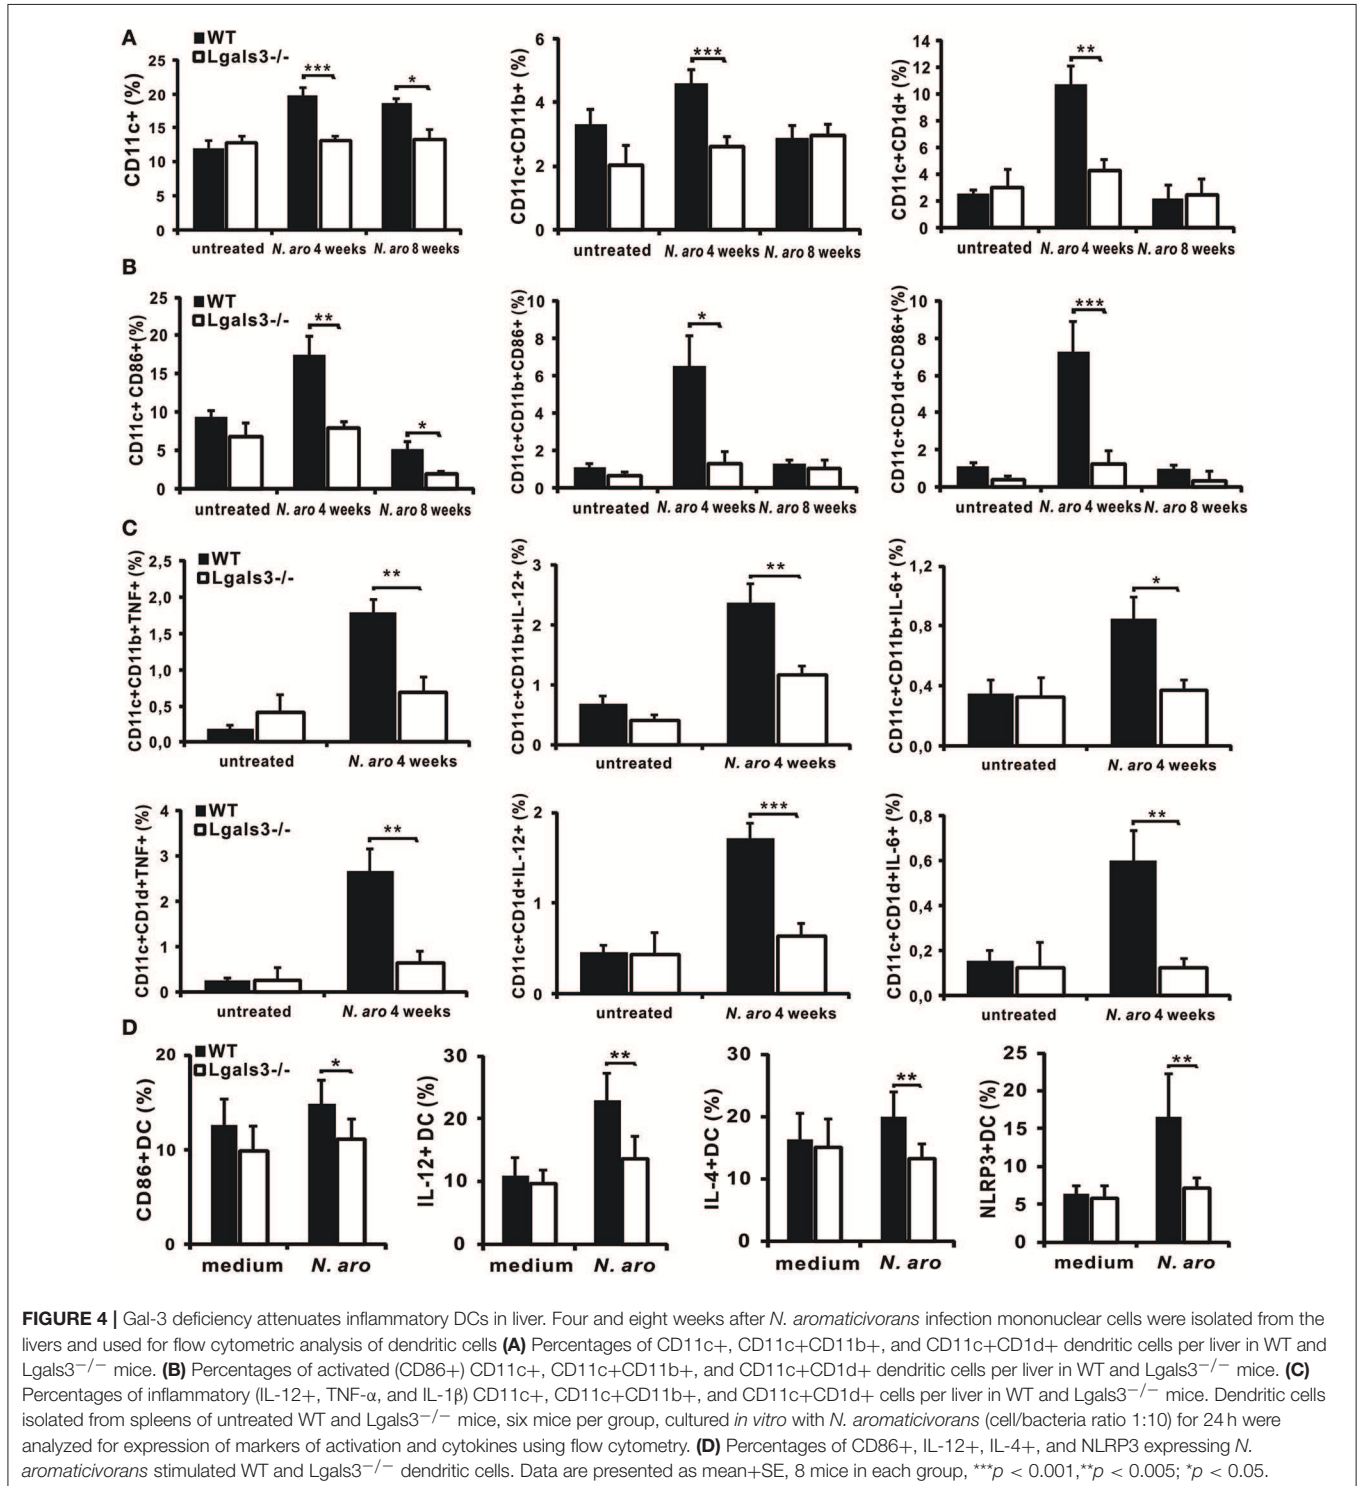 A
WT
Lgals3-/-
CD11c+ (%)
25
20
15
10
5
0
***
*
untreated N. aro 4 weeks N. aro 8 weeks
CD11c+CD11b+ (%)
6
4
2
0
***
untreated N. aro 4 weeks N. aro 8 weeks
CD11c+CD1d+ (%)
14
12
10
8
6
4
2
0
**
untreated N. aro 4 weeks N. aro 8 weeks
B
WT
Lgals3-/-
CD11c+ CD86+(%)
25
20
15
10
5
0
**
*
untreated N. aro 4 weeks N. aro 8 weeks
CD11c+CD11b+CD86+(%)
10
8
6
4
2
0
*
untreated N. aro 4 weeks N. aro 8 weeks
CD11c+CD1d+CD86+(%)
10
8
6
4
2
0
***
untreated N. aro 4 weeks N. aro 8 weeks
C
WT
Lgals3-/-
CD11c+CD11b+TNF+ (%)
2,5
2,0
1,5
1,0
0,5
0,0
**
untreated N. aro 4 weeks
CD11c+CD11b+IL-12+ (%)
3
2
1
0
**
untreated N. aro 4 weeks
CD11c+CD11b+IL-6+ (%)
1,2
0,8
0,4
0,0
*
untreated N. aro 4 weeks
WT
Lgals3-/-
CD11c+CD1d+TNF+ (%)
4
3
2
1
0
**
untreated N. aro 4 weeks
CD11c+CD1d+IL-12+ (%)
2
1
0
***
untreated N. aro 4 weeks
CD11c+CD1d+IL-6+ (%)
0,8
0,6
0,4
0,2
0,0
**
untreated N. aro 4 weeks
D
WT
Lgals3-/-
CD86+DC (%)
20
10
0
*
medium N. aro
IL-12+ DC (%)
30
20
10
0
**
medium N. aro
IL-4+DC (%)
30
20
10
0
**
medium N. aro
NLRP3+DC (%)
25
20
15
10
5
0
**
medium N. aro
FIGURE 4 | Gal-3 deficiency attenuates inflammatory DCs in liver. Four and eight weeks after N. aromaticivorans infection mononuclear cells were isolated from the
livers and used for flow cytometric analysis of dendritic cells (A) Percentages of CD11c+, CD11c+CD11b+, and CD11c+CD1d+ dendritic cells per liver in WT and
Lgals3−/− mice. (B) Percentages of activated (CD86+) CD11c+, CD11c+CD11b+, and CD11c+CD1d+ dendritic cells per liver in WT and Lgals3−/− mice. (C)
Percentages of inflammatory (IL-12+, TNF-α, and IL-1β) CD11c+, CD11c+CD11b+, and CD11c+CD1d+ cells per liver in WT and Lgals3−/− mice. Dendritic cells
isolated from spleens of untreated WT and Lgals3−/− mice, six mice per group, cultured in vitro with N. aromaticivorans (cell/bacteria ratio 1:10) for 24 h were
analyzed for expression of markers of activation and cytokines using flow cytometry. (D) Percentages of CD86+, IL-12+, IL-4+, and NLRP3 expressing N.
aromaticivorans stimulated WT and Lgals3−/− dendritic cells. Data are presented as mean+SE, 8 mice in each group, ***p < 0.001,**p < 0.005; *p < 0.05.